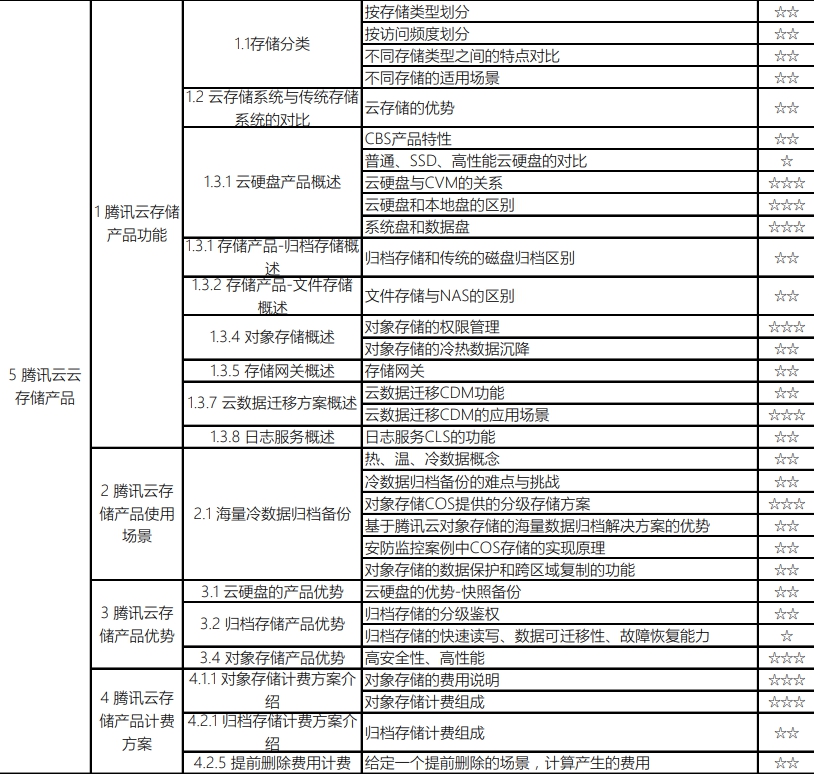 5 腾讯云云
存储产品
1 腾讯云存储
产品功能
1.1存储分类
按存储类型划分
☆☆
按访问频度划分
☆☆
不同存储类型之间的特点对比
☆☆
不同存储的适用场景
☆☆
1.2 云存储系统与传统存储
系统的对比
云存储的优势
☆☆
1.3.1 云硬盘产品概述
CBS产品特性
☆☆
普通、SSD、高性能云硬盘的对比
☆
云硬盘与CVM的关系
☆☆☆
云硬盘和本地盘的区别
☆☆☆
系统盘和数据盘
☆☆☆
1.3.1 存储产品-归档存储概
述
归档存储和传统的磁盘归档区别
☆☆
1.3.2 存储产品-文件存储
概述
文件存储与NAS的区别
☆☆
1.3.4 对象存储概述
对象存储的权限管理
☆☆☆
对象存储的冷热数据沉降
☆☆
1.3.5 存储网关概述
存储网关
☆☆
1.3.7 云数据迁移方案概述
云数据迁移CDM功能
☆☆
云数据迁移CDM的应用场景
☆☆☆
1.3.8 日志服务概述
日志服务CLS的功能
☆☆
2 腾讯云存
储产品使用
场景
2.1 海量冷数据归档备份
热、温、冷数据概念
☆☆
冷数据归档备份的难点与挑战
☆☆
对象存储COS提供的分级存储方案
☆☆☆
基于腾讯云对象存储的海量数据归档解决方案的优势
☆☆
安防监控案例中COS存储的实现原理
☆☆
对象存储的数据保护和跨区域复制的功能
☆☆
3 腾讯云存
储产品优势
3.1 云硬盘的产品优势
云硬盘的优势-快照备份
☆☆
3.2 归档存储产品优势
归档存储的分级鉴权
☆☆
归档存储的快速读写、数据可迁移性、故障恢复能力
☆
3.4 对象存储产品优势
高安全性、高性能
☆☆☆
4 腾讯云存
储产品计费
方案
4.1.1 对象存储计费方案介
绍
对象存储的费用说明
☆☆☆
对象存储计费组成
☆☆☆
4.2.1 归档存储计费方案介
绍
归档存储计费组成
☆☆
4.2.5 提前删除费用计费
给定一个提前删除的场景，计算产生的费用
☆☆